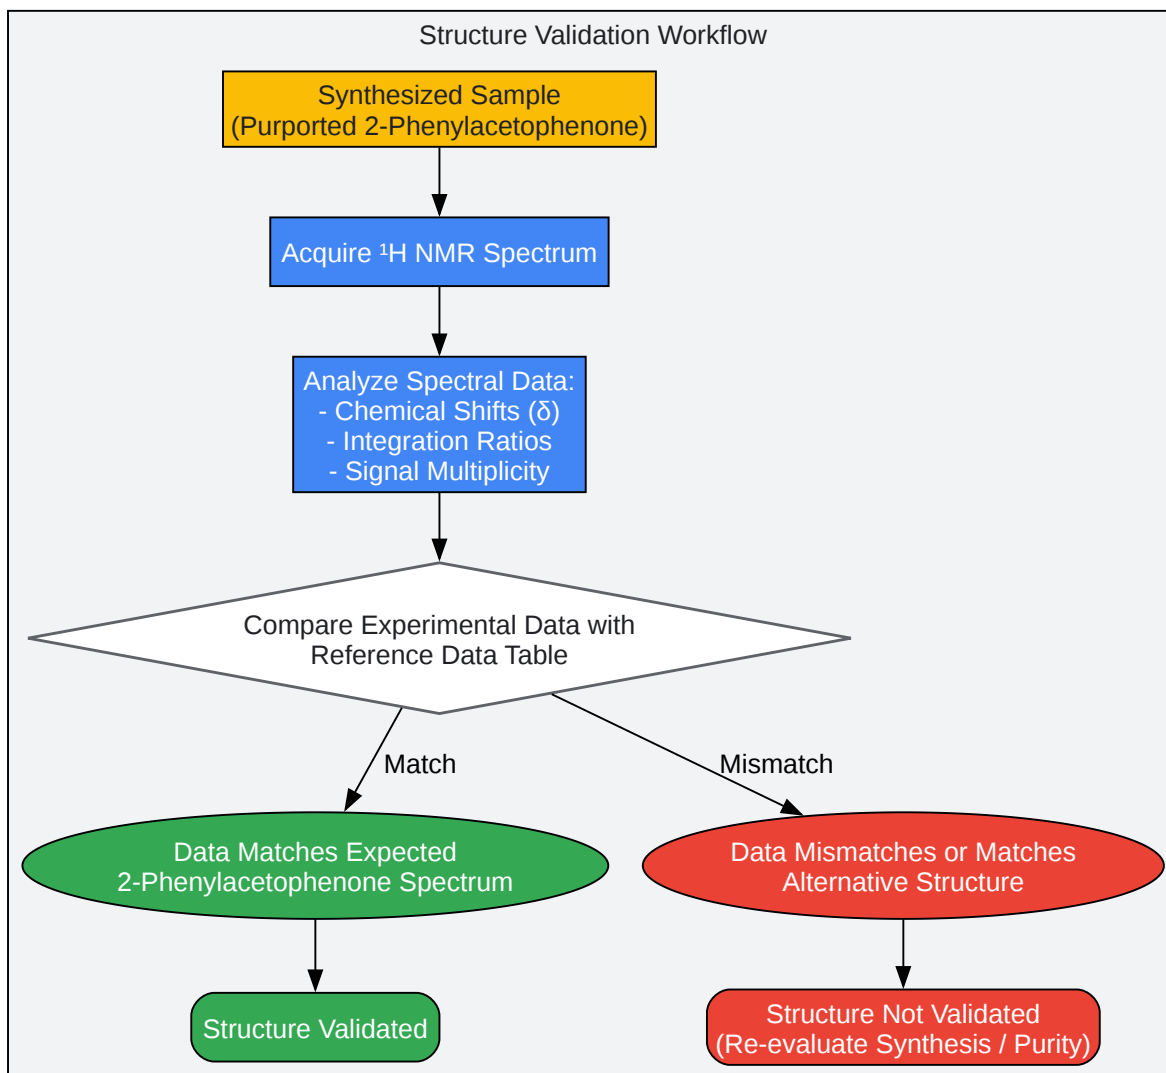 Structure Validation Workflow
Synthesized Sample
(Purported 2-Phenylacetophenone)
Acquire ¹H NMR Spectrum
Analyze Spectral Data:
- Chemical Shifts (δ)
- Integration Ratios
- Signal Multiplicity
Compare Experimental Data with
Reference Data Table
Match
Mismatch
Data Matches Expected
2-Phenylacetophenone Spectrum
Data Mismatches or Matches
Alternative Structure
Structure Validated
Structure Not Validated
(Re-evaluate Synthesis / Purity)